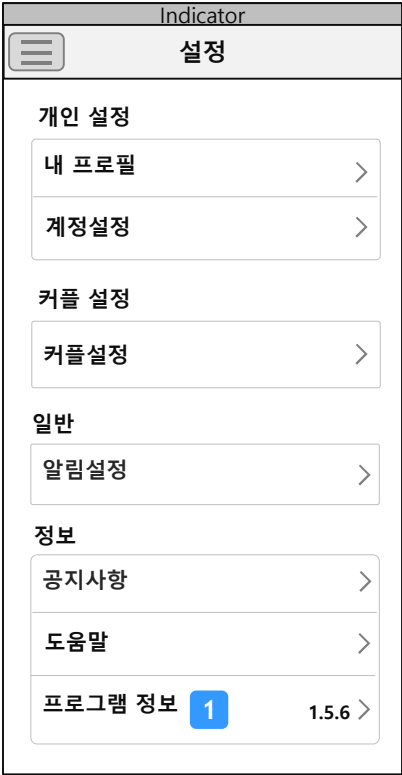 Indicator
설정
개인 설정
내 프로필
계정설정
커플 설정
커플설정
일반
알림설정
정보
공지사항
도움말
프로그램 정보 1 1.5.6